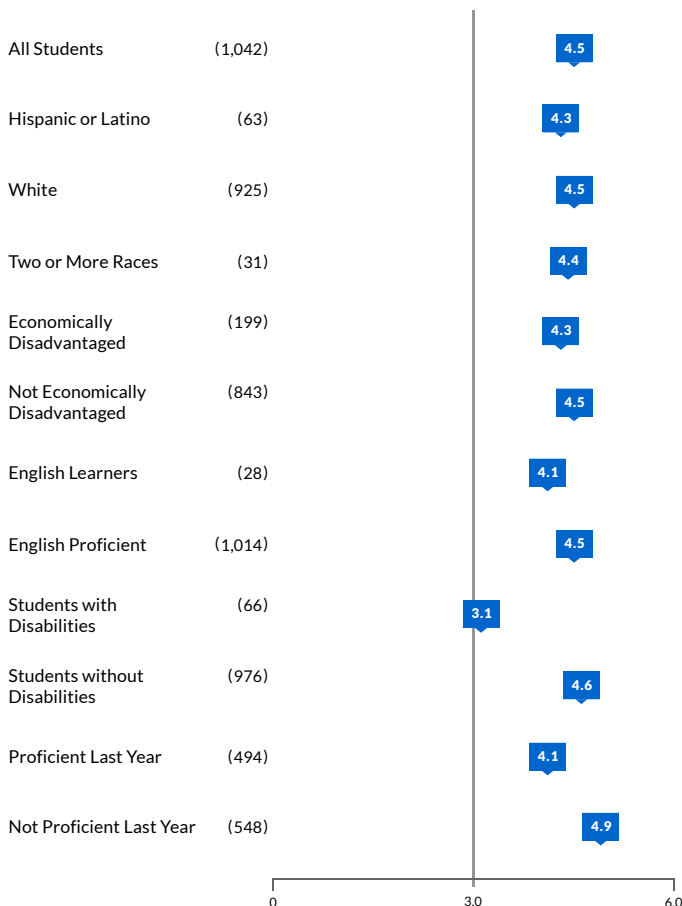 All Students (1,042) 4.5
Hispanic or Latino (63) 4.3
White (925) 4.5
Two or More Races (31) 4.4
Economically (199)
Disadvantaged 4.3
Not Economically (843)
Disadvantaged 4.5
English Learners (28) 4.1
English Proficient (1,014) 4.5
Students with (66)
Disabilities 3.1
Students without (976)
Disabilities 4.6
Proficient Last Year (494) 4.1
Not Proficient Last Year (548) 4.9
0 3.0 6.0